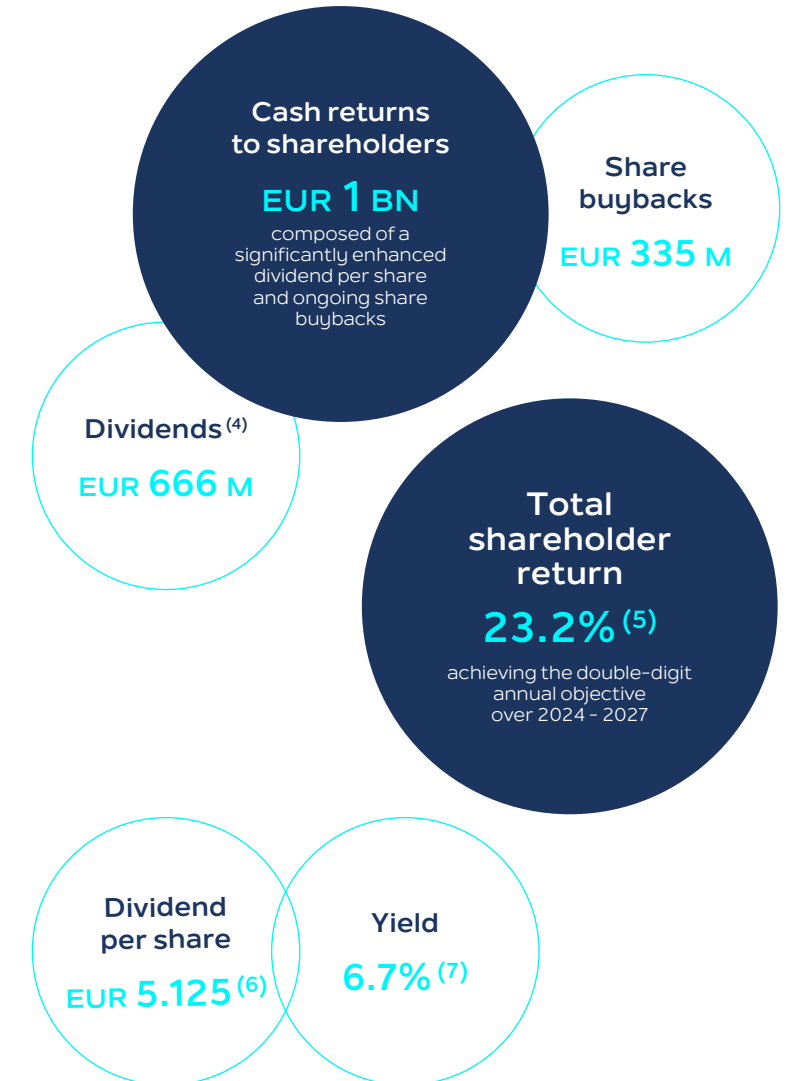 Cash returns
to shareholders
EUR 1 BN
composed of a
significantly enhanced
dividend per share
and ongoing share
buybacks
Share
buybacks
EUR 335 M
Dividends (4)
EUR 666 M
Total
shareholder
return
23.2% (5)
achieving the double-digit
annual objective
over 2024 - 2027
Dividend
per share
EUR 5.125 (6)
Yield
6.7% (7)